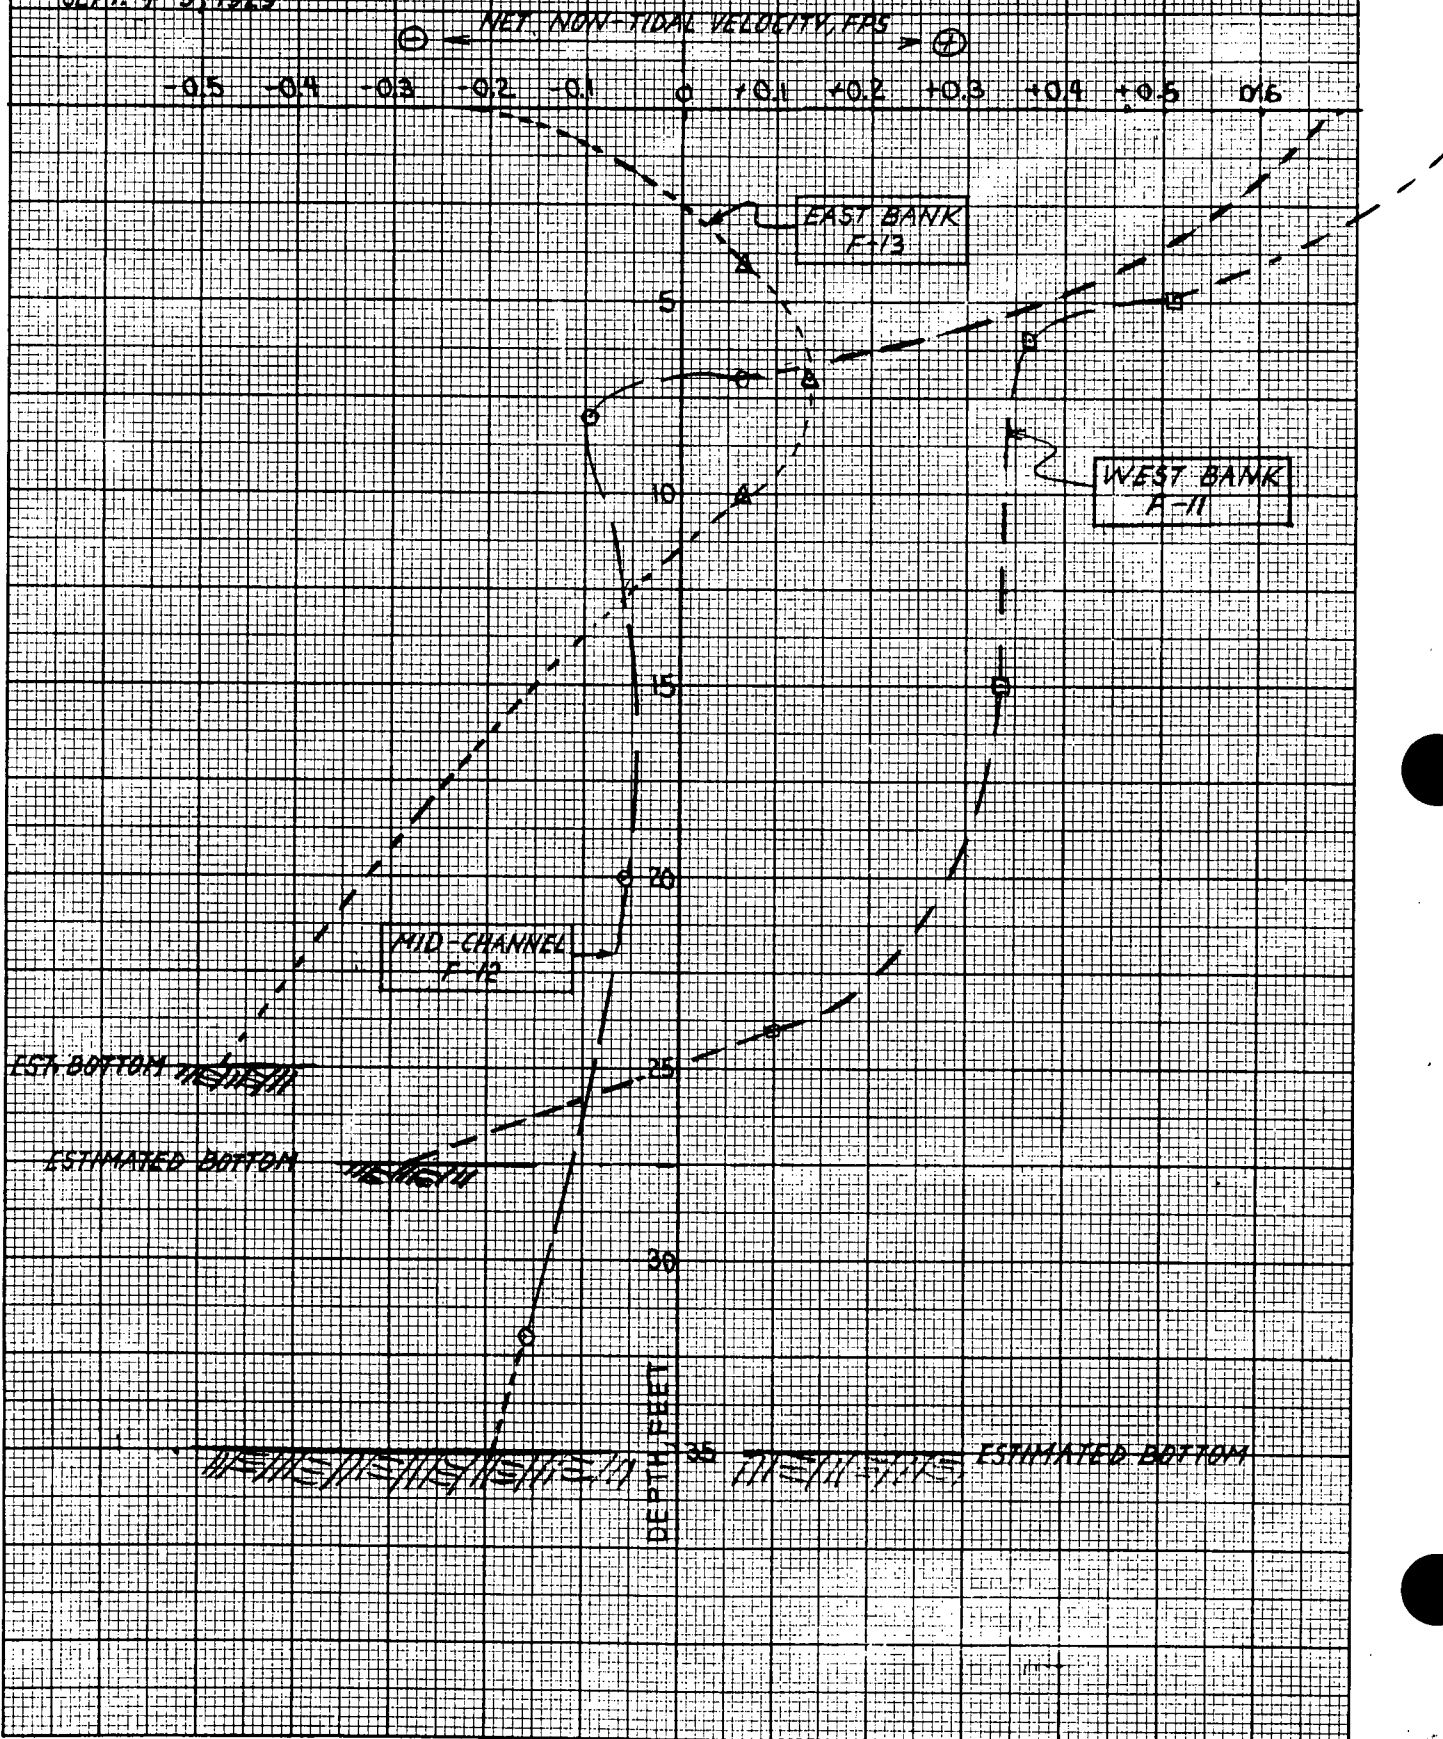 NET NON-TIDAL VELOCITY, FPS
⊖ ⊕
-0.5 -0.4 -0.3 -0.2 -0.1 0 +0.1 +0.2 +0.3 +0.4 +0.5 0.6
EAST BANK
F-13
5
WEST BANK
F-11
10
15
20
MID-CHANNEL
F-12
25
EST. BOTTOM
ESTIMATED BOTTOM
30
DEPTH, FEET
35
ESTIMATED BOTTOM